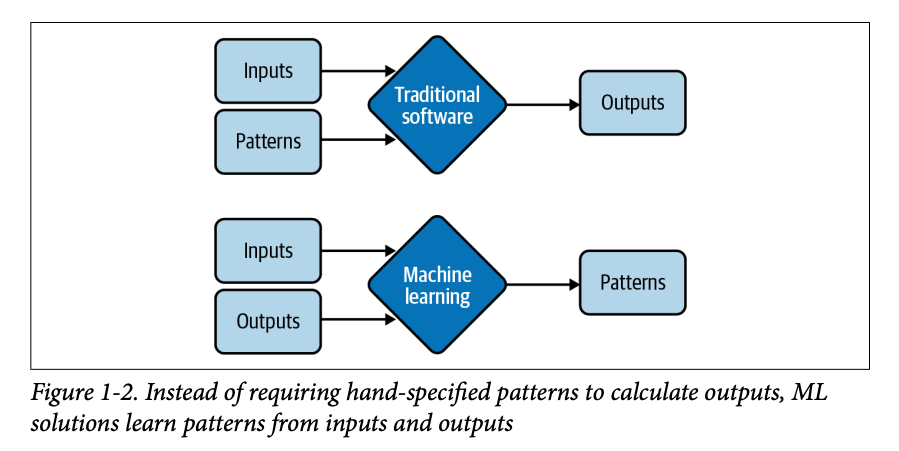 Inputs
Patterns
Traditional
software
Outputs
Inputs
Outputs
Machine
learning
Patterns
Figure 1-2. Instead of requiring hand-specified patterns to calculate outputs, ML
solutions learn patterns from inputs and outputs